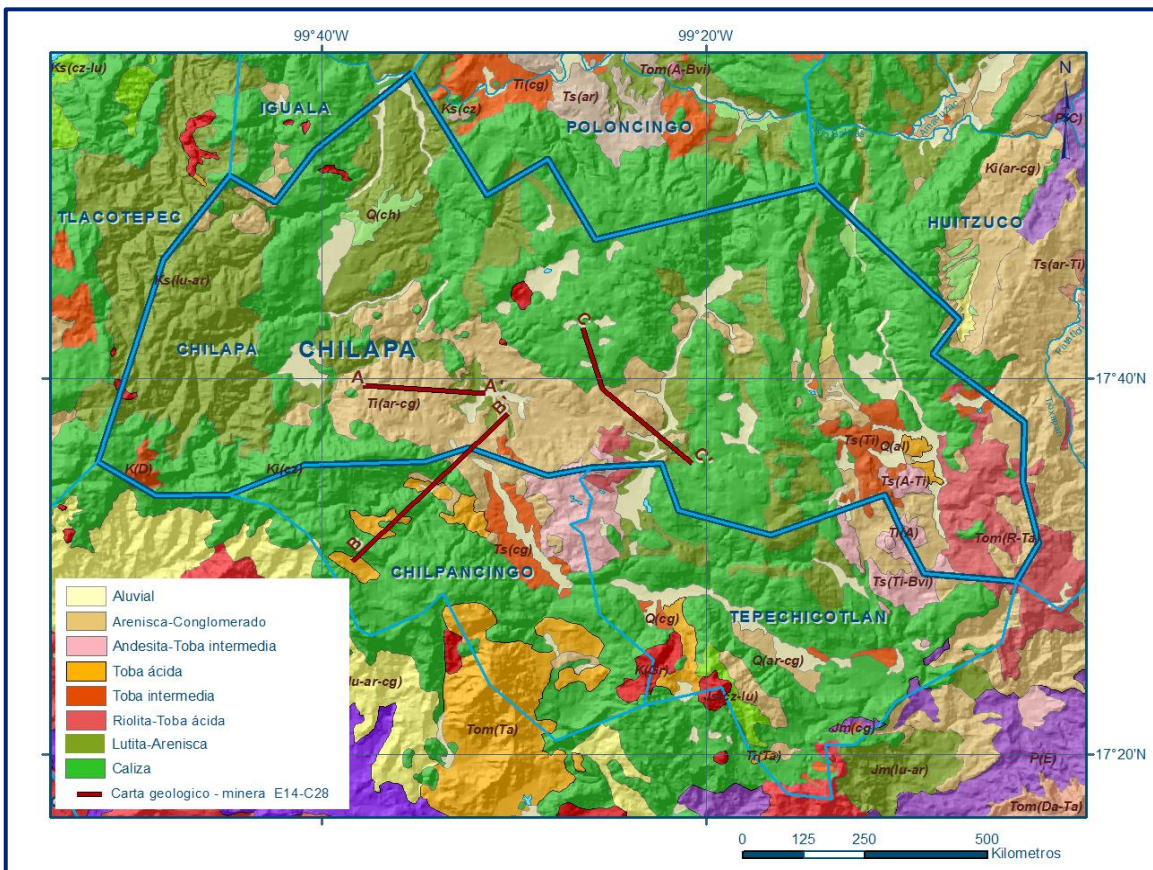 99°40'W
99°20'W
Ks(cz-lu)
Tom(A-Bvi)
Ti(cg)
N
Ts(ar)
IGUALA
Ks(cz)
POLONCINGO
Ki(ar-cg)
TLACOTEPEC
Q(ch)
HUITZUCO
Ts(ar-Ti)
Ks(lu-ar)
C
CHILAPA
CHILAPA
A
A'
17°40'N
Ti(ar-cg)
B'
Ts(Ti)
Q(al)
C'
K(D)
Ki(cz)
Ts(A-Ti)
Ti(A)
Tom(R-Ta)
B
Ts(cg)
CHILPANCINGO
Ts(Ti-Bvi)
Aluvial
Arenisca-Conglomerado
Andesita-Toba intermedia
Toba ácida
Toba intermedia
Riolita-Toba ácida
Lutita-Arenisca
Caliza
Carta geologico - minera E14-C28
Q(cg)
TEPECHICOTLAN
Q(ar-cg)
lu-ar-cg)
Tom(Ta)
Jm(cg)
17°20'N
Jm(lu-ar)
P(E)
Tom(Da-Ta)
0 125 250 500
Kilometros